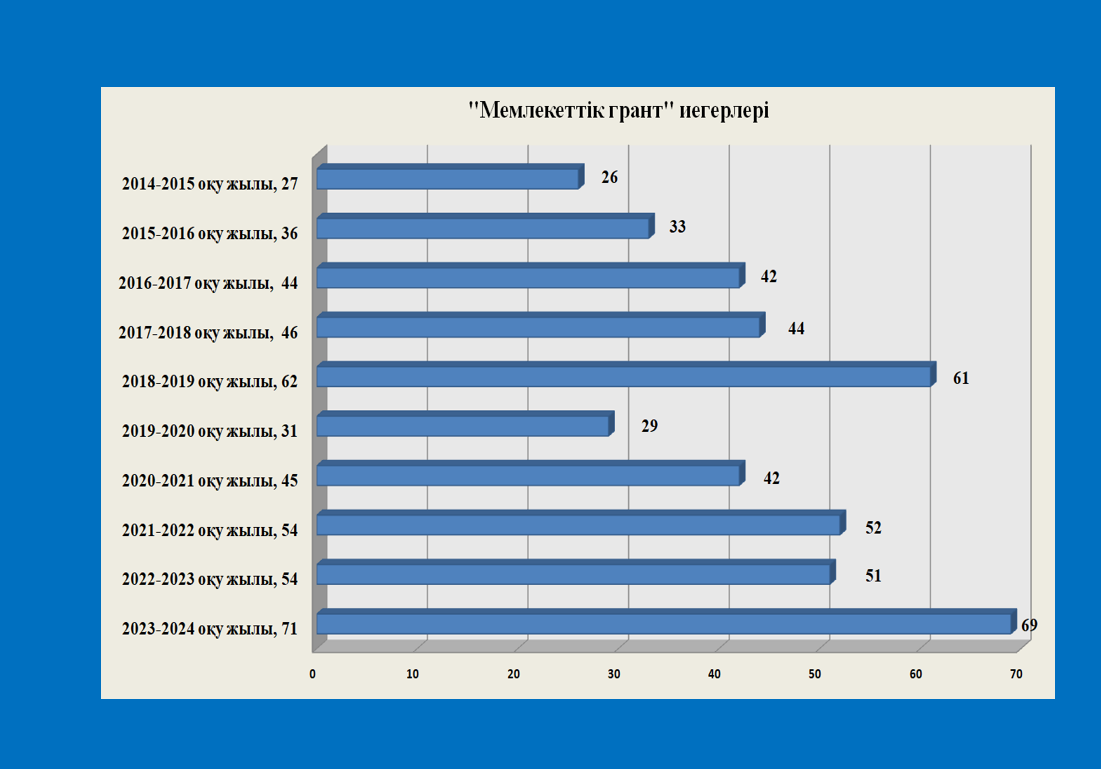 "Мемлекеттік грант" иегерлері
2014-2015 оқу жылы, 27
26
2015-2016 оқу жылы, 36
33
2016-2017 оқу жылы, 44
42
2017-2018 оқу жылы, 46
44
2018-2019 оқу жылы, 62
61
2019-2020 оқу жылы, 31
29
2020-2021 оқу жылы, 45
42
2021-2022 оқу жылы, 54
52
2022-2023 оқу жылы, 54
51
2023-2024 оқу жылы, 71
69
0 10 20 30 40 50 60 70